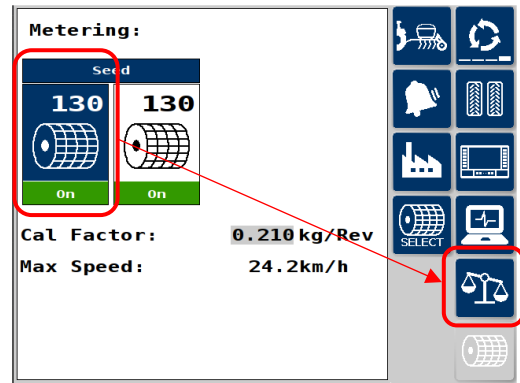 Metering:
Seed
130 130
On On
Cal Factor: 0.210 kg/Rev
SELECT
Max Speed: 24.2km/h